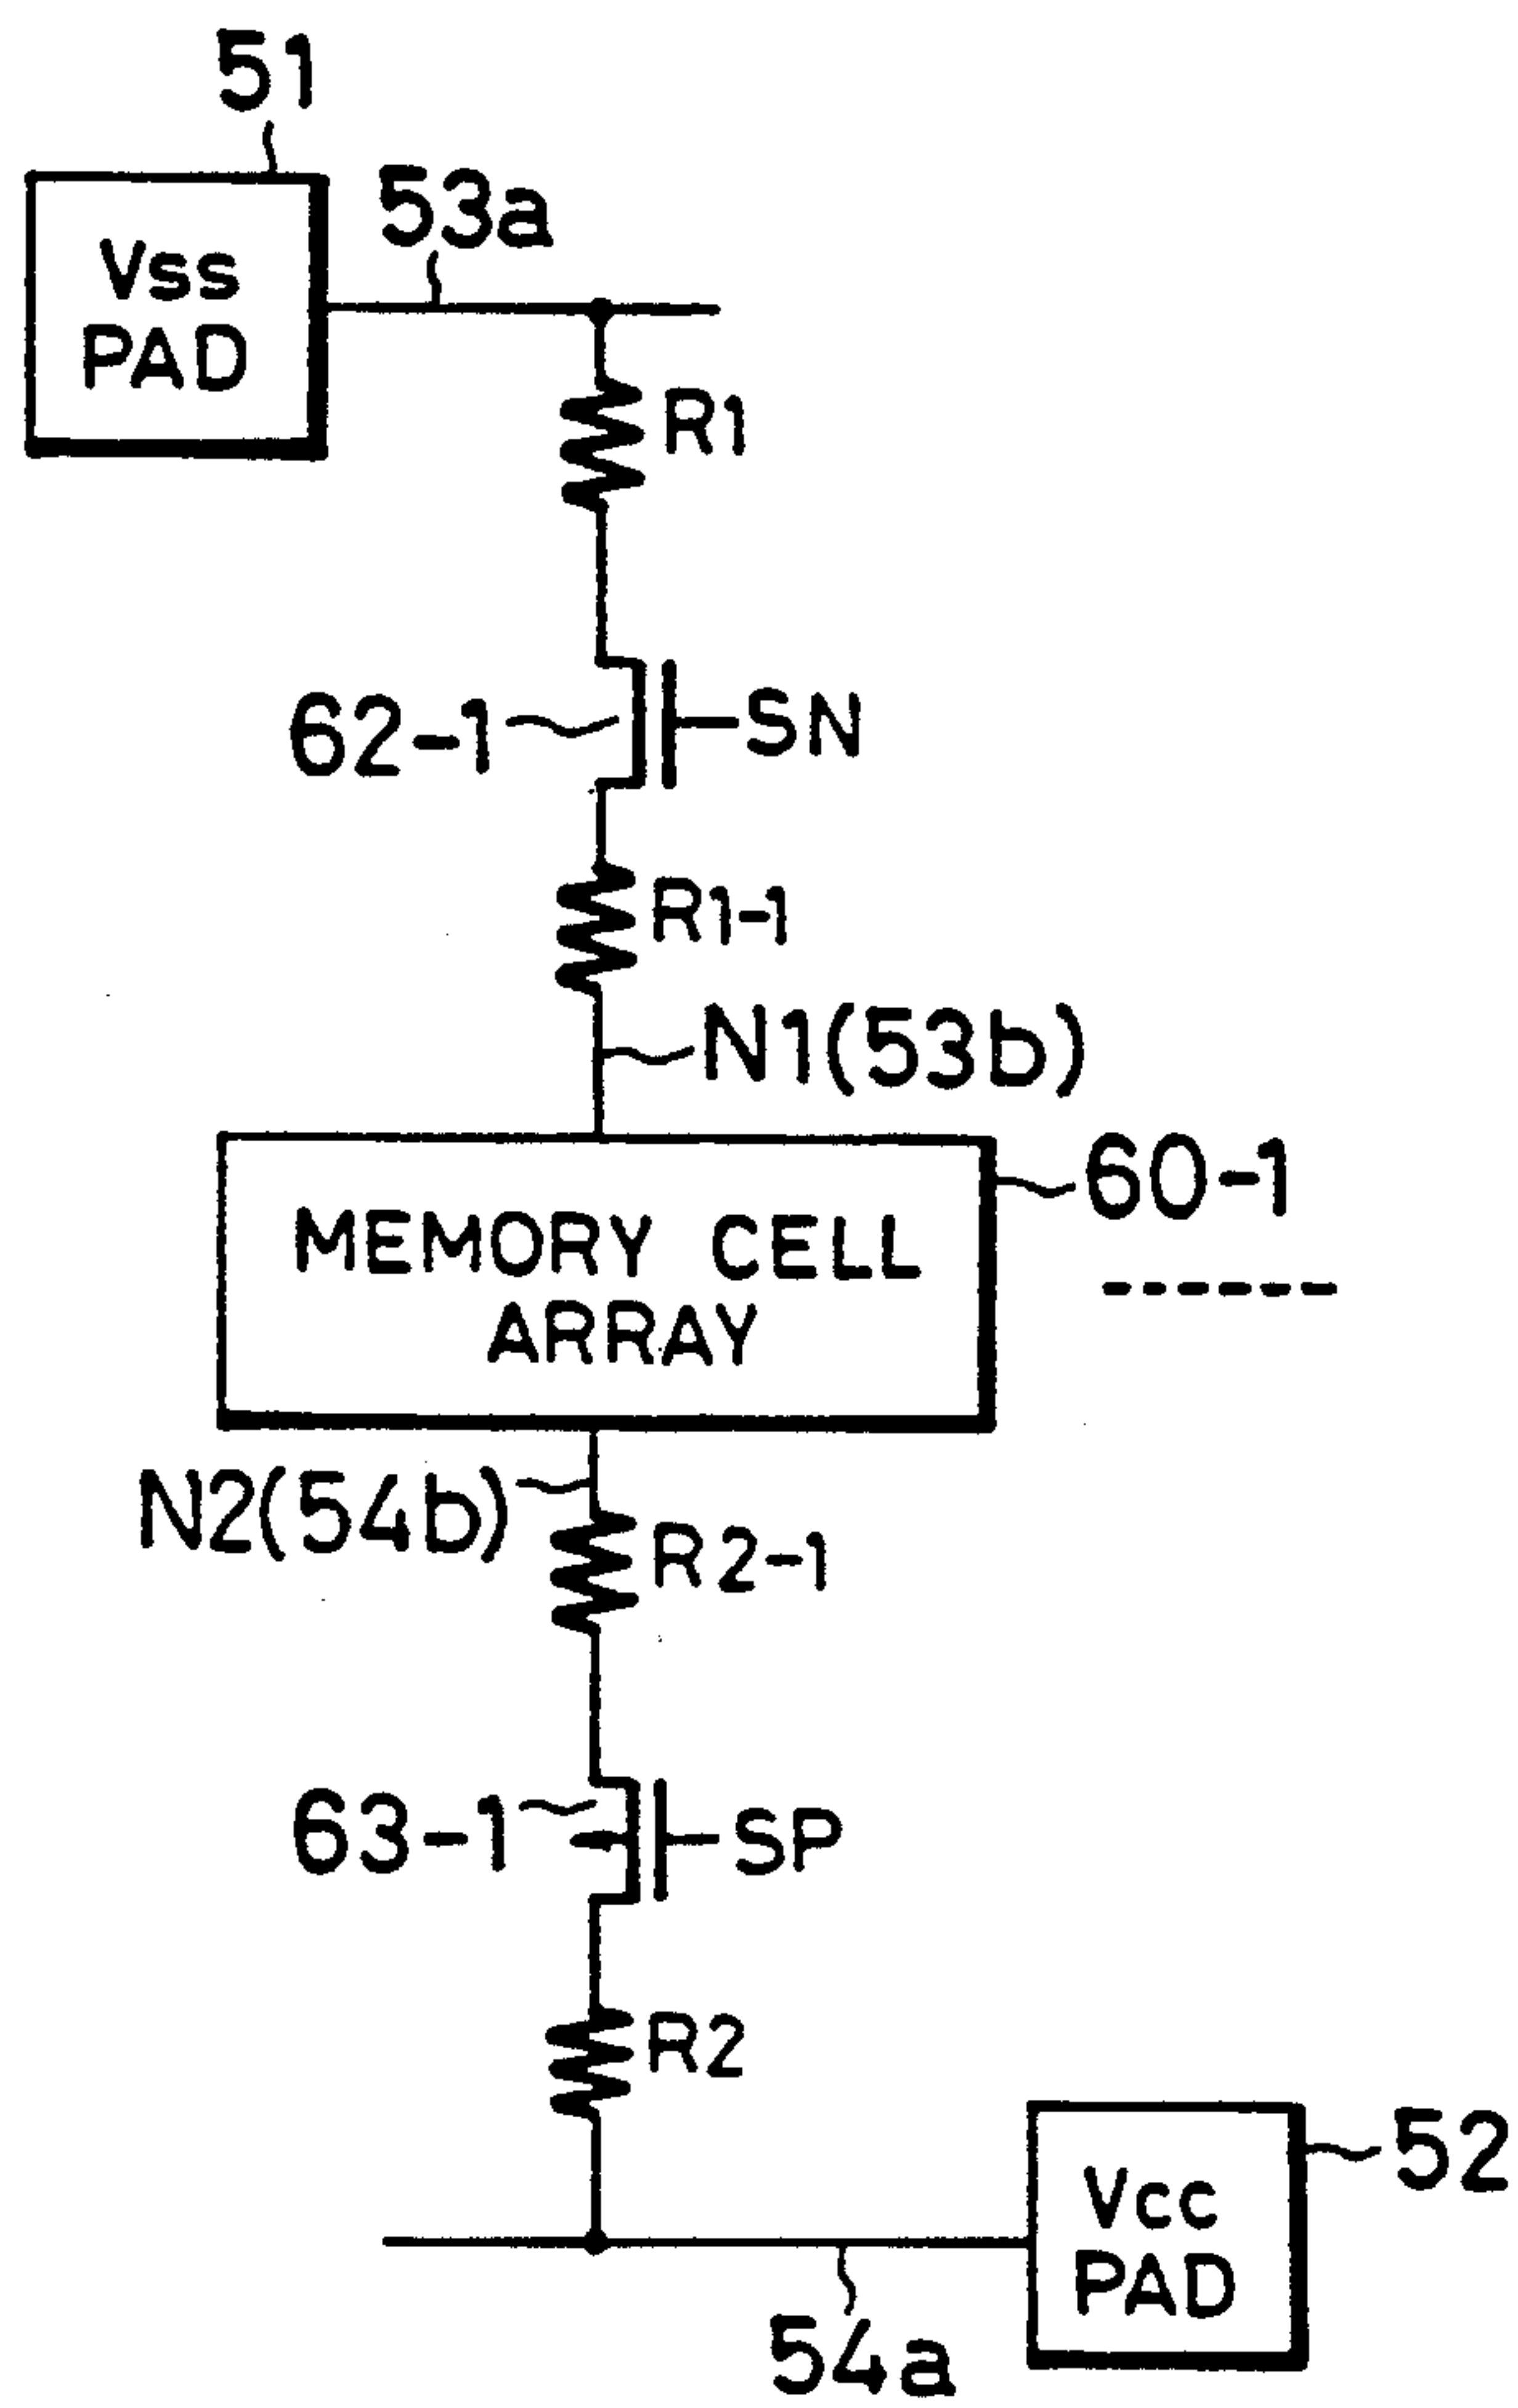 51
53a
Vss
PAD
R1
62-1
SN
R1-1
N1(53b)
60-1
MEMORY CELL
ARRAY
N2(54b)
R2-1
63-1
SP
R2
52
Vcc
PAD
54a